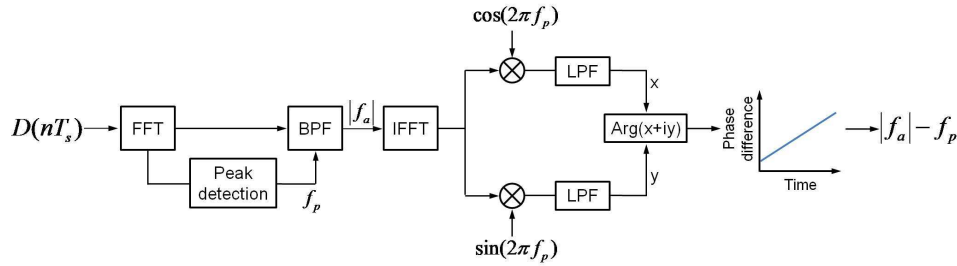 cos(2πf_p)
LPF
x
D(nT_s)
FFT
BPF
|f_a|
IFFT
Arg(x+iy)
Phase difference
Time
|f_a| − f_p
Peak
detection
f_p
y
LPF
sin(2πf_p)